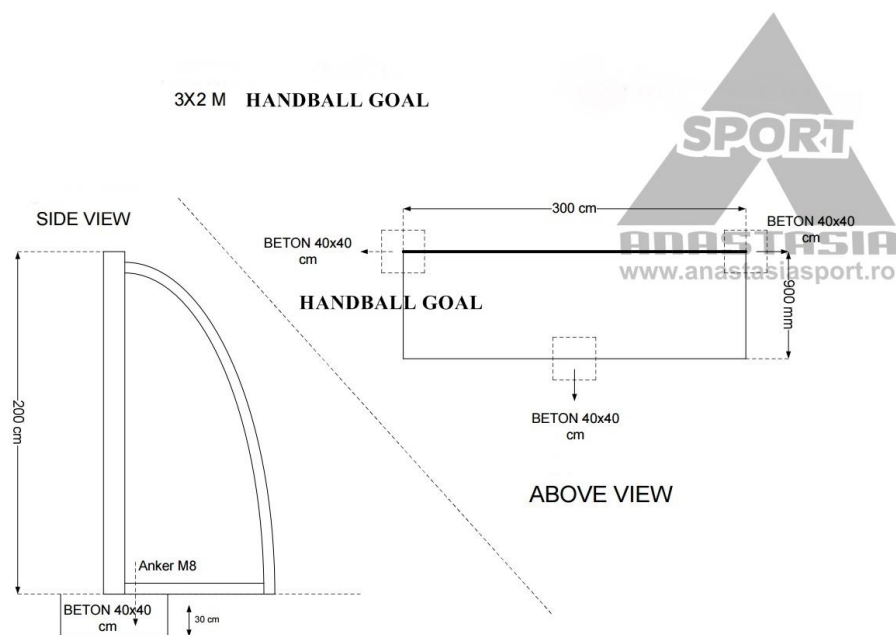 3X2 M HANDBALL GOAL
SPORT
ANASTASIA
www.anastasiasport.ro
SIDE VIEW
300 cm
BETON 40x40
cm
BETON 40x40
cm
HANDBALL GOAL
900 mm
200 cm
BETON 40x40
cm
ABOVE VIEW
Anker M8
BETON 40x40
cm
30 cm